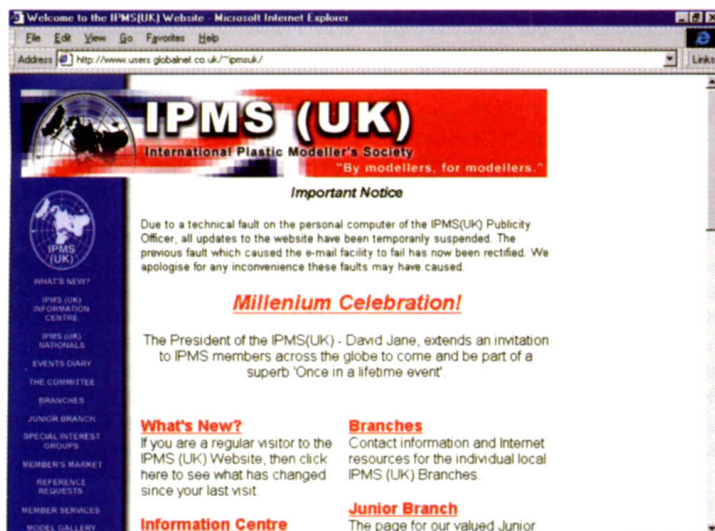 Welcome to the IPMS(UK) Website - Microsoft Internet Explorer
File Edit View Go Favorites Help
Address http://www.users.globalnet.co.uk/~ipmsuk/
Links
IPMS (UK)
International Plastic Modeller's Society
"By modellers, for modellers."
IPMS
(UK)
WHAT'S NEW?
IPMS (UK)
INFORMATION
CENTRE
IPMS (UK)
NATIONALS
EVENTS DIARY
THE COMMITTEE
BRANCHES
JUNIOR BRANCH
SPECIAL INTEREST
GROUPS
MEMBER'S MARKET
REFERENCE
REQUESTS
MEMBER SERVICES
MODEL GALLERY
Important Notice
Due to a technical fault on the personal computer of the IPMS(UK) Publicity
Officer, all updates to the website have been temporarily suspended. The
previous fault which caused the e-mail facility to fail has now been rectified. We
apologise for any inconvenience these faults may have caused.
Millenium Celebration!
The President of the IPMS(UK) - David Jane, extends an invitation
to IPMS members across the globe to come and be part of a
superb 'Once in a lifetime event'.
What's New?
If you are a regular visitor to the
IPMS (UK) Website, then click
here to see what has changed
since your last visit.
Information Centre
Branches
Contact information and Internet
resources for the individual local
IPMS (UK) Branches.
Junior Branch
The page for our valued Junior